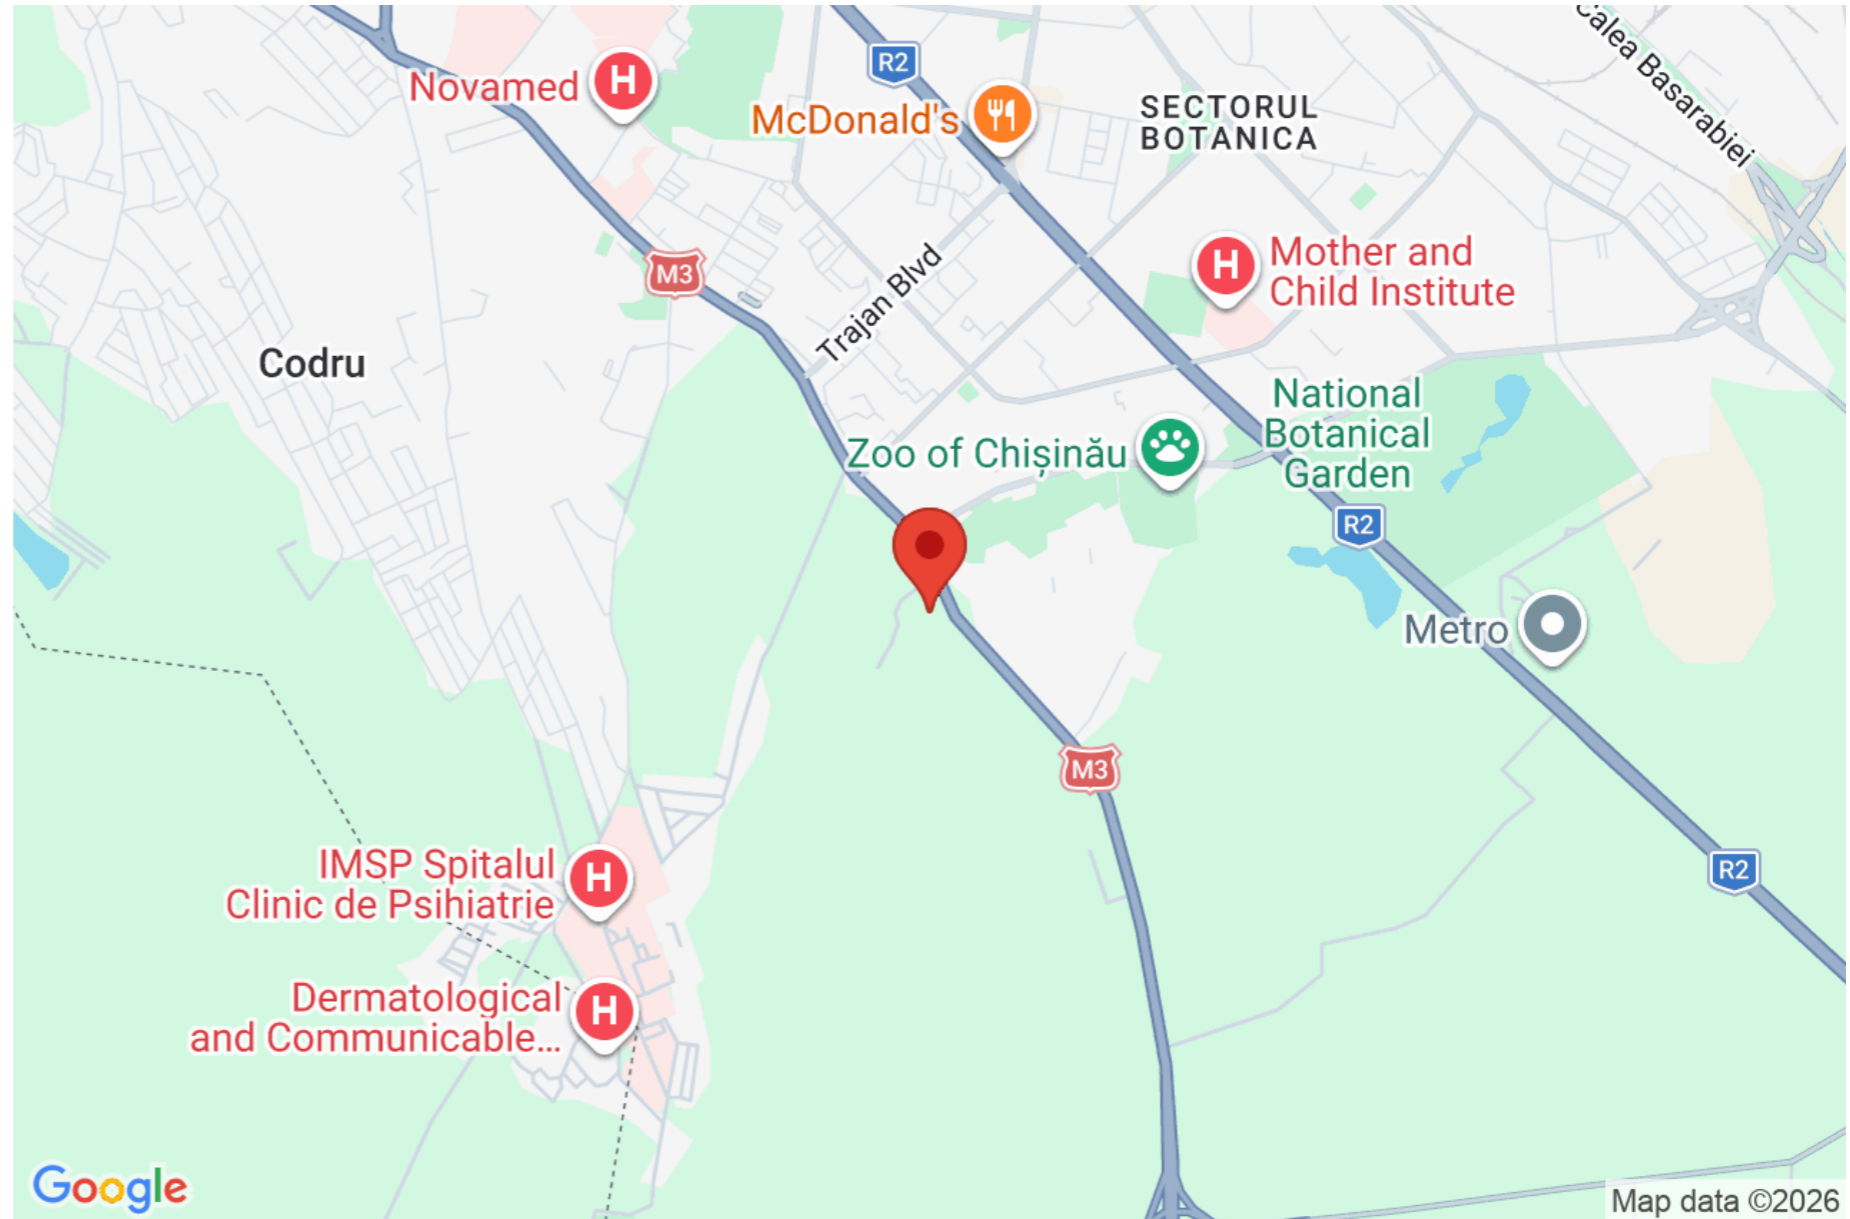 Calea Basarabiei
R2
Novamed
H
McDonald's
SECTORUL
BOTANICA
M3
Trajan Blvd
H
Mother and
Child Institute
Codru
National
Botanical
Garden
Zoo of Chișinău
R2
Metro
M3
IMSP Spitalul
Clinic de Psihiatrie
H
R2
Dermatological
and Communicable...
H
Google
Map data ©2026